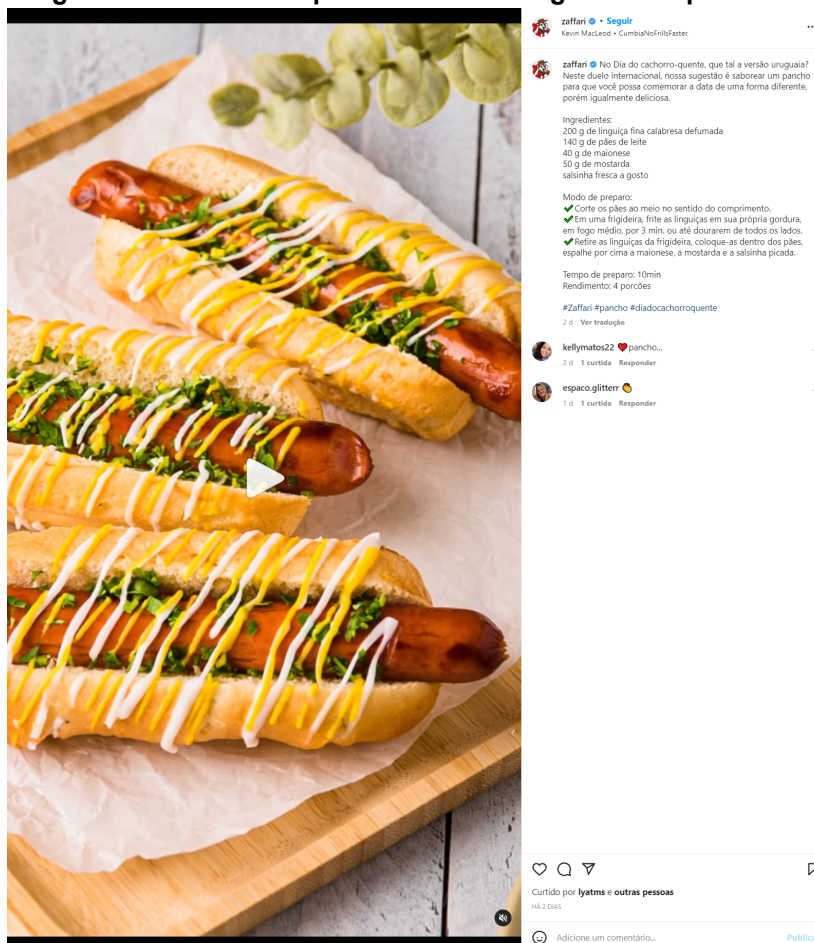 zaffari • Seguir
Kevin MacLeod • CumbiaNoFrillsFaster
zaffari No Dia do cachorro-quente, que tal a versão uruguaia?
Neste duelo internacional, nossa sugestão é saborear um pancho
para que você possa comemorar a data de uma forma diferente,
porém igualmente deliciosa.
Ingredientes:
200 g de linguiça fina calabresa defumada
140 g de pães de leite
40 g de maionese
50 g de mostarda
salsinha fresca a gosto
Modo de preparo:
✔Corte os pães ao meio no sentido do comprimento.
✔Em uma frigideira, frite as linguiças em sua própria gordura,
em fogo médio, por 3 min. ou até dourarem de todos os lados.
✔Retire as linguiças da frigideira, coloque-as dentro dos pães,
espalhe por cima a maionese, a mostarda e a salsinha picada.
Tempo de preparo: 10min
Rendimento: 4 porcões
#Zaffari #pancho #diadocachorroquente
2 d Ver tradução
kellymatos22 ❤️pancho...
2 d 1 curtida Responder
espaco.glitterr 👏
1 d 1 curtida Responder
Curtido por lyatms e outras pessoas
HÁ 2 DIAS
Adicione um comentário...